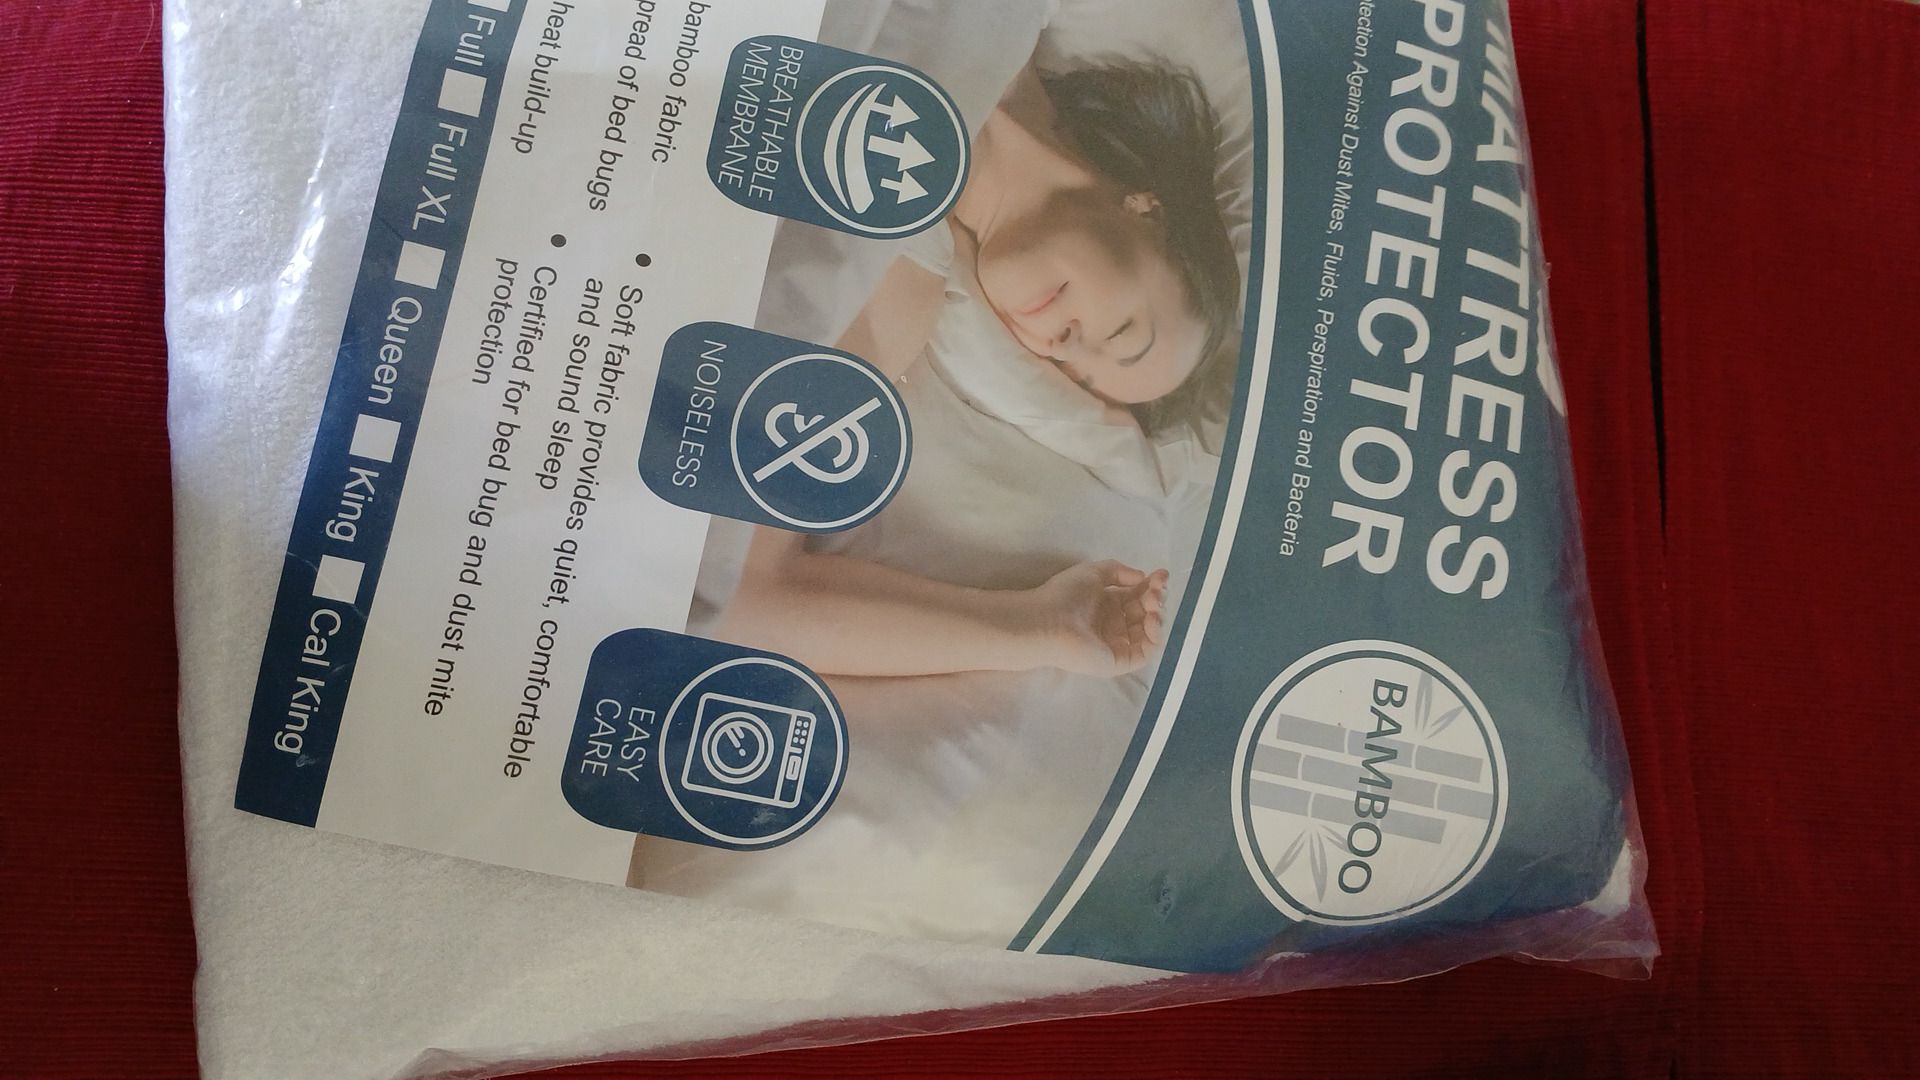 MATTRESS
PROTECTOR
Against Dust Mites, Fluids, Perspiration and Bacteria
BAMBOO
BREATHABLE
MEMBRANE
NOISELESS
EASY
CARE
bamboo fabric
of bed bugs
heat build-up
• Soft fabric provides quiet, comfortable
and sound sleep
• Certified for bed bug and dust mite
protection
Full Full XL Queen King Cal King